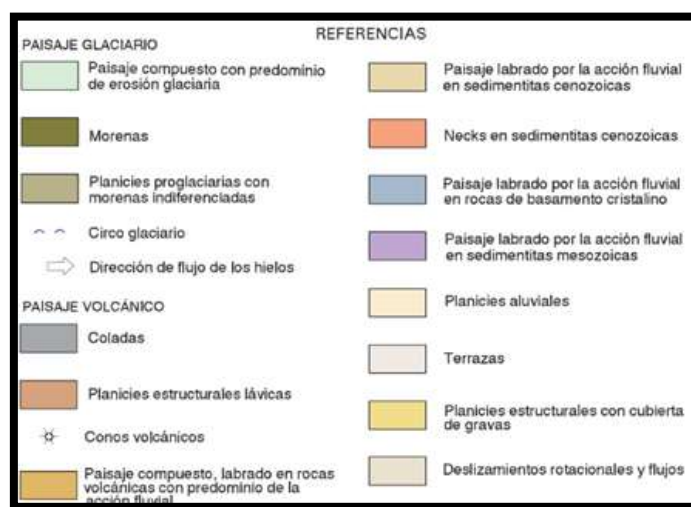 REFERENCIAS
PAISAJE GLACIARIO
Paisaje compuesto con predominio
de erosión glaciaria
Morenas
Planicies proglaciarias con
morenas indiferenciadas
Circo glaciario
Dirección de flujo de los hielos
PAISAJE VOLCÁNICO
Coladas
Planicies estructurales lávicas
Conos volcánicos
Paisaje compuesto, labrado en rocas
volcánicas con predominio de la
acción fluvial
Paisaje labrado por la acción fluvial
en sedimentitas cenozoicas
Necks en sedimentitas cenozoicas
Paisaje labrado por la acción fluvial
en rocas de basamento cristalino
Paisaje labrado por la acción fluvial
en sedimentitas mesozoicas
Planicies aluviales
Terrazas
Planicies estructurales con cubierta
de gravas
Deslizamientos rotacionales y flujos